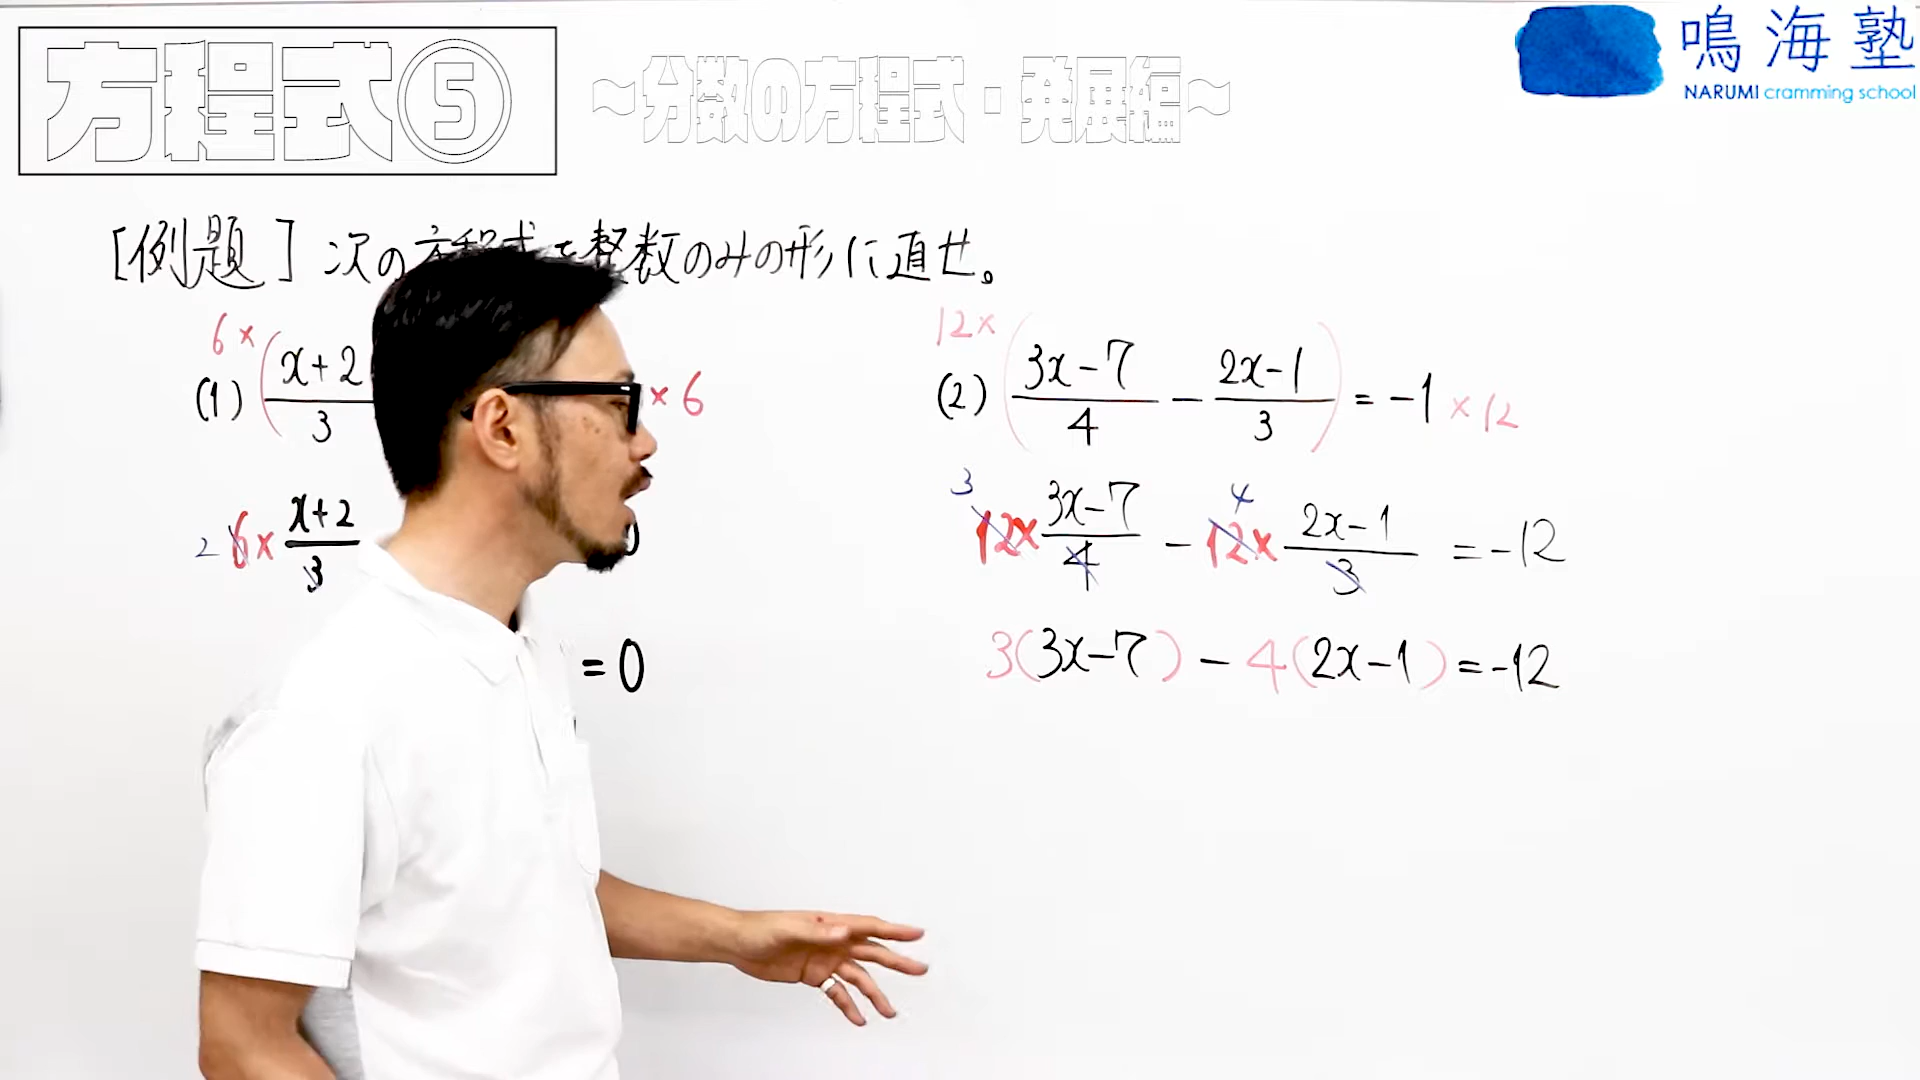 方程式⑤
～分数の方程式・発展編～
鳴海塾
NARUMI cramming school
[例題] 次の方程式を整数のみの形に直せ。
6×
(1) (x+2
3
×6
2 6× x+2
3
= 0
12×
(2) (3x-7/4 - 2x-1/3) = -1 ×12
3 4
12× 3x-7/4 - 12× 2x-1/3 = -12
3(3x-7) - 4(2x-1) = -12